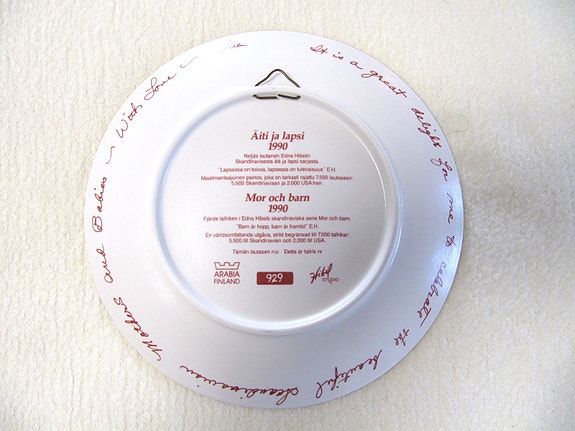 It is a great delight for me to celebrate the beautiful Scandinavian Mothers and Babies ~ With Love ~
Äiti ja lapsi
1990
Neljäs lautanen Edna Hibelin
Skandinaavisesta äiti ja lapsi sarjasta.
"Lapsessa on toivoo, lapsessa on tulevaisuus" E.H.
Maailmanlaajuinen painos, joka on tarkasti rajattu 7.500 lautaseen:
5.500 Skandinaviaan ja 2.000 USA:han.
Mor och barn
1990
Fjärde tallriken i Edna Hibels skandinaviska serie Mor och barn.
"Barn är hopp, barn är framtid" E.H.
En världsomfattande utgåva, strikt begränsad till 7.500 tallrikar:
5.500 till Skandinavien och 2.000 till USA.
Tämän lautasen n:o Detta är tallrik nr
ARABIA
FINLAND
929
Hibel
STUDIO